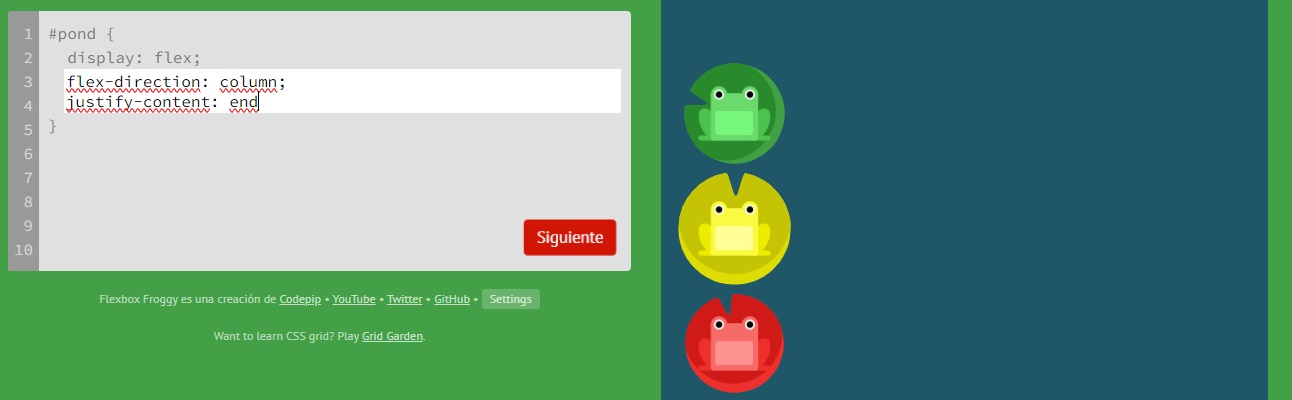 1 #pond {
2 display: flex;
3 flex-direction: column;
4 justify-content: end
5 }
6
7
8
9
10
Siguiente
Flexbox Froggy es una creación de Codepip • YouTube • Twitter • GitHub • Settings
Want to learn CSS grid? Play Grid Garden.